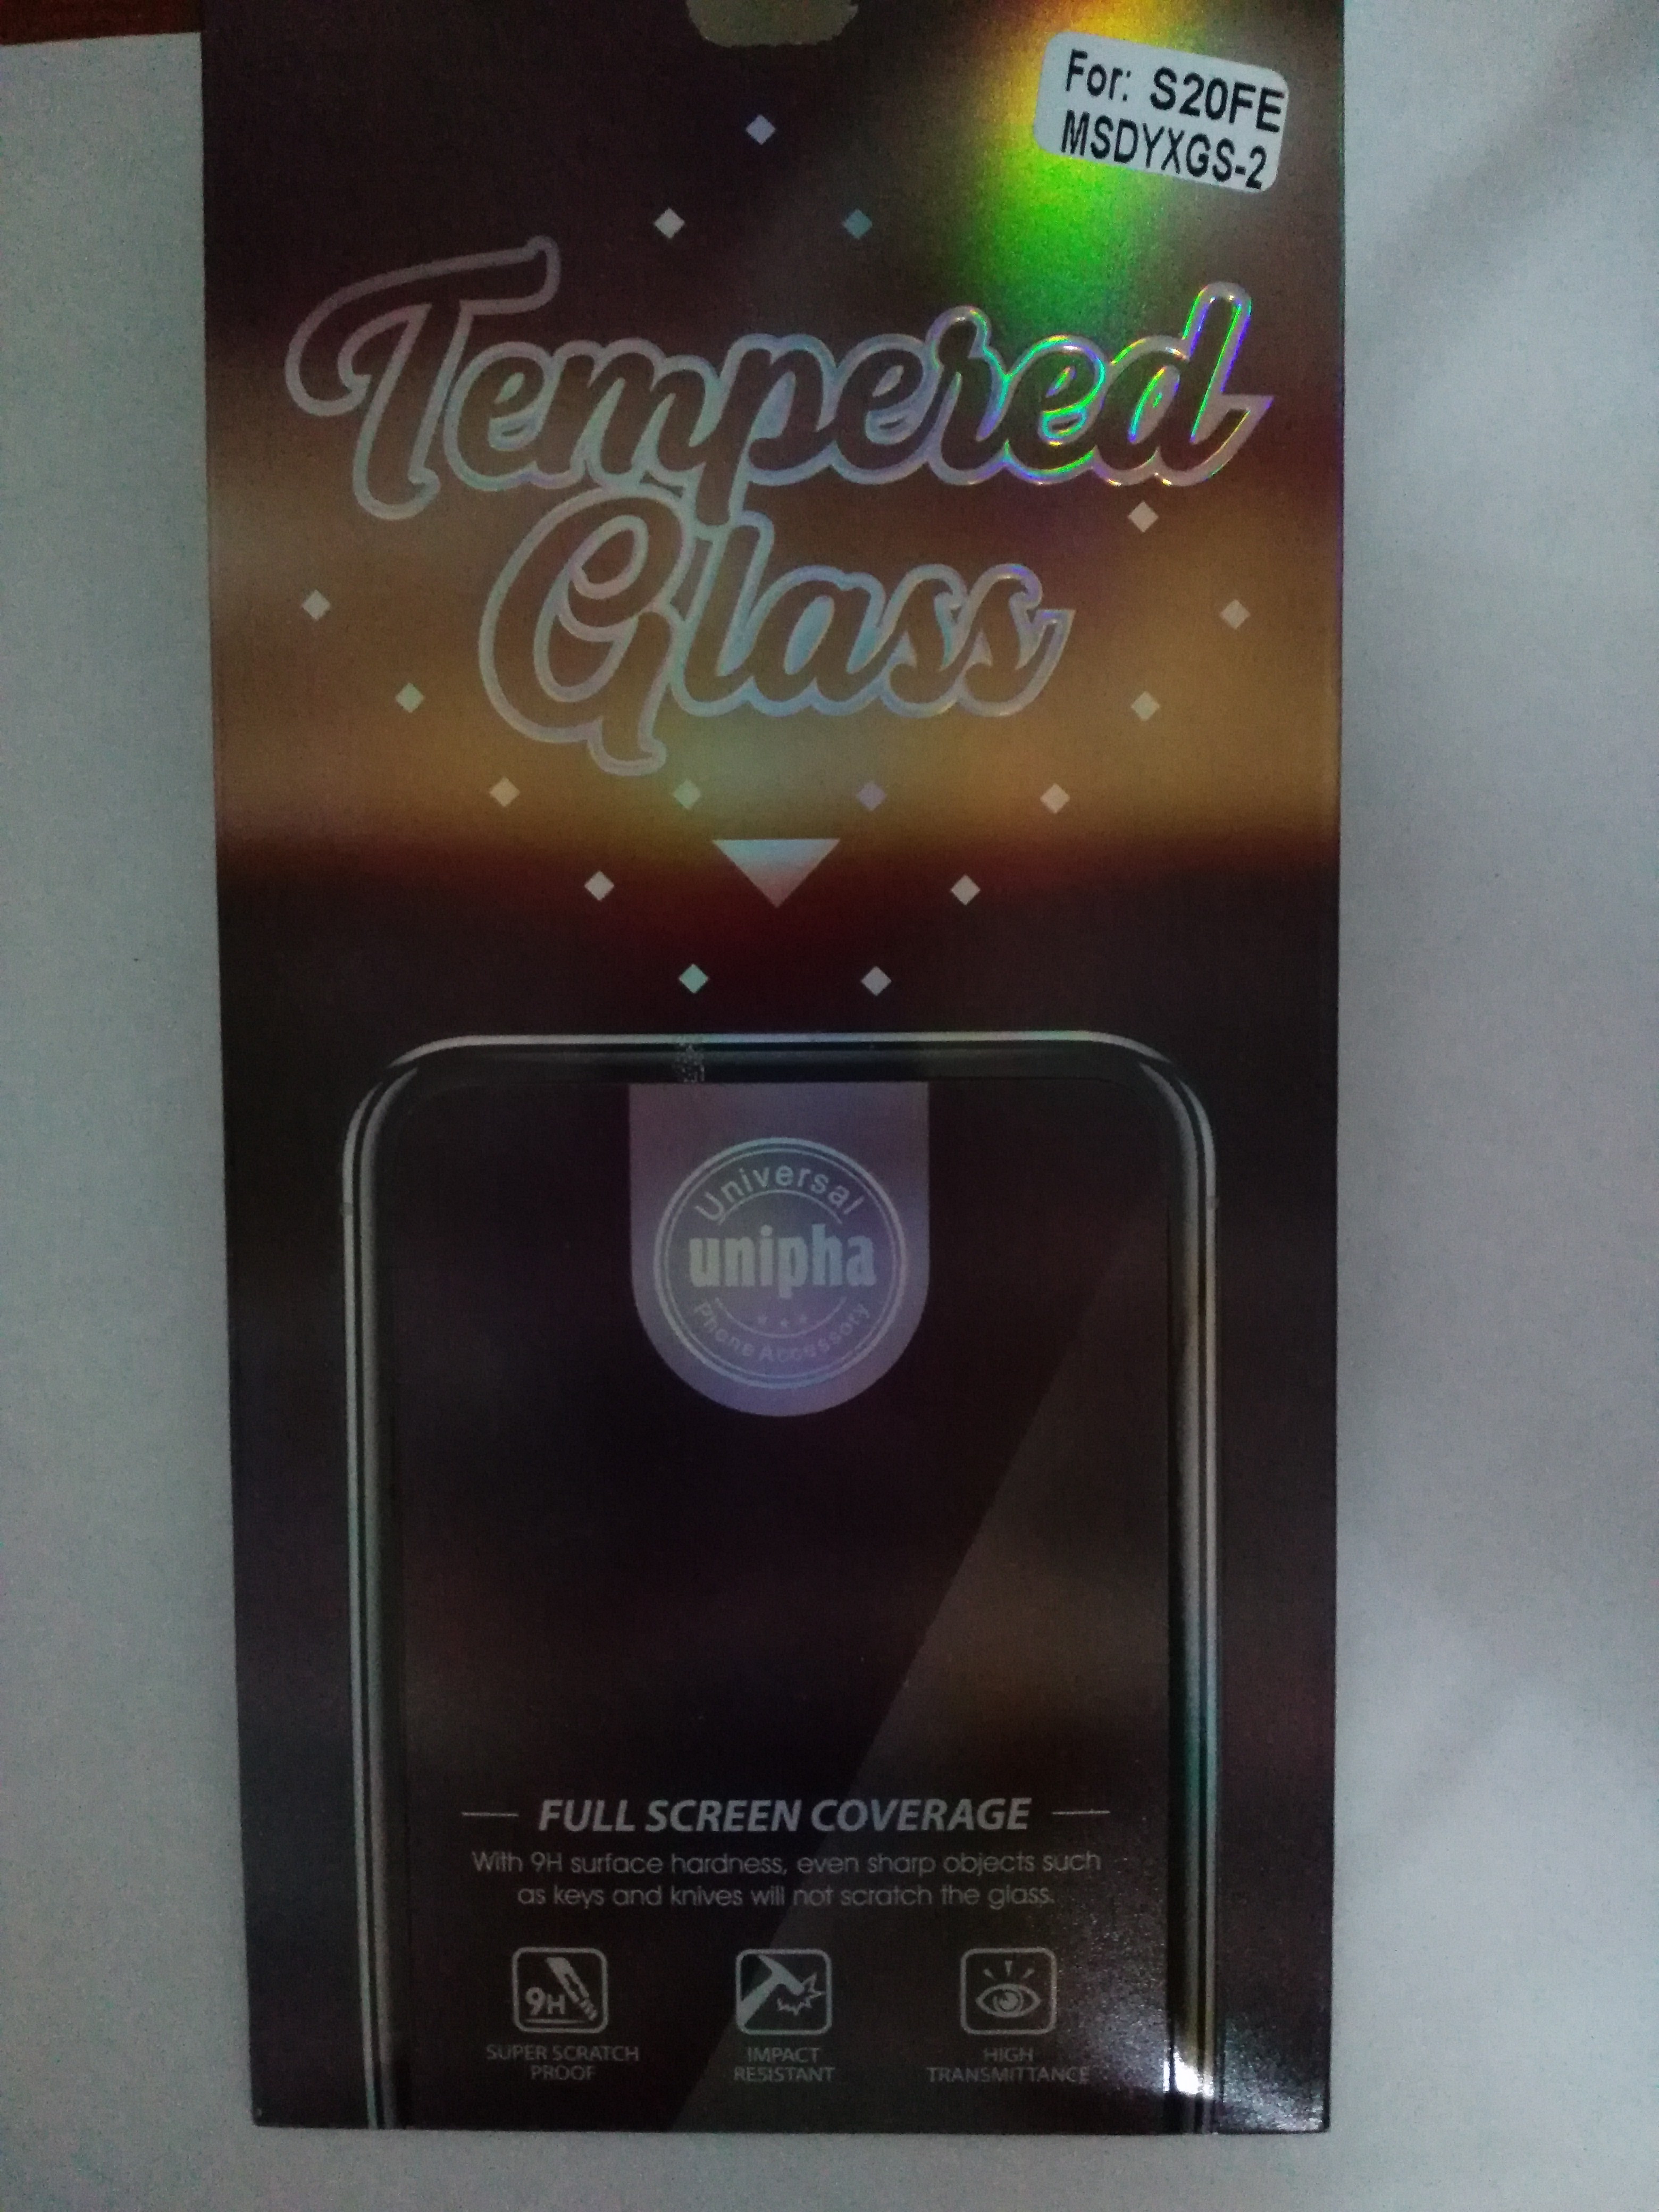 For: S20FE
MSDYXGS-2
Tempered
Glass
Universal
unipha
Phone Accessory
FULL SCREEN COVERAGE
With 9H surface hardness, even sharp objects such
as keys and knives will not scratch the glass.
9H
SUPER SCRATCH
PROOF
IMPACT
RESISTANT
HIGH
TRANSMITTANCE